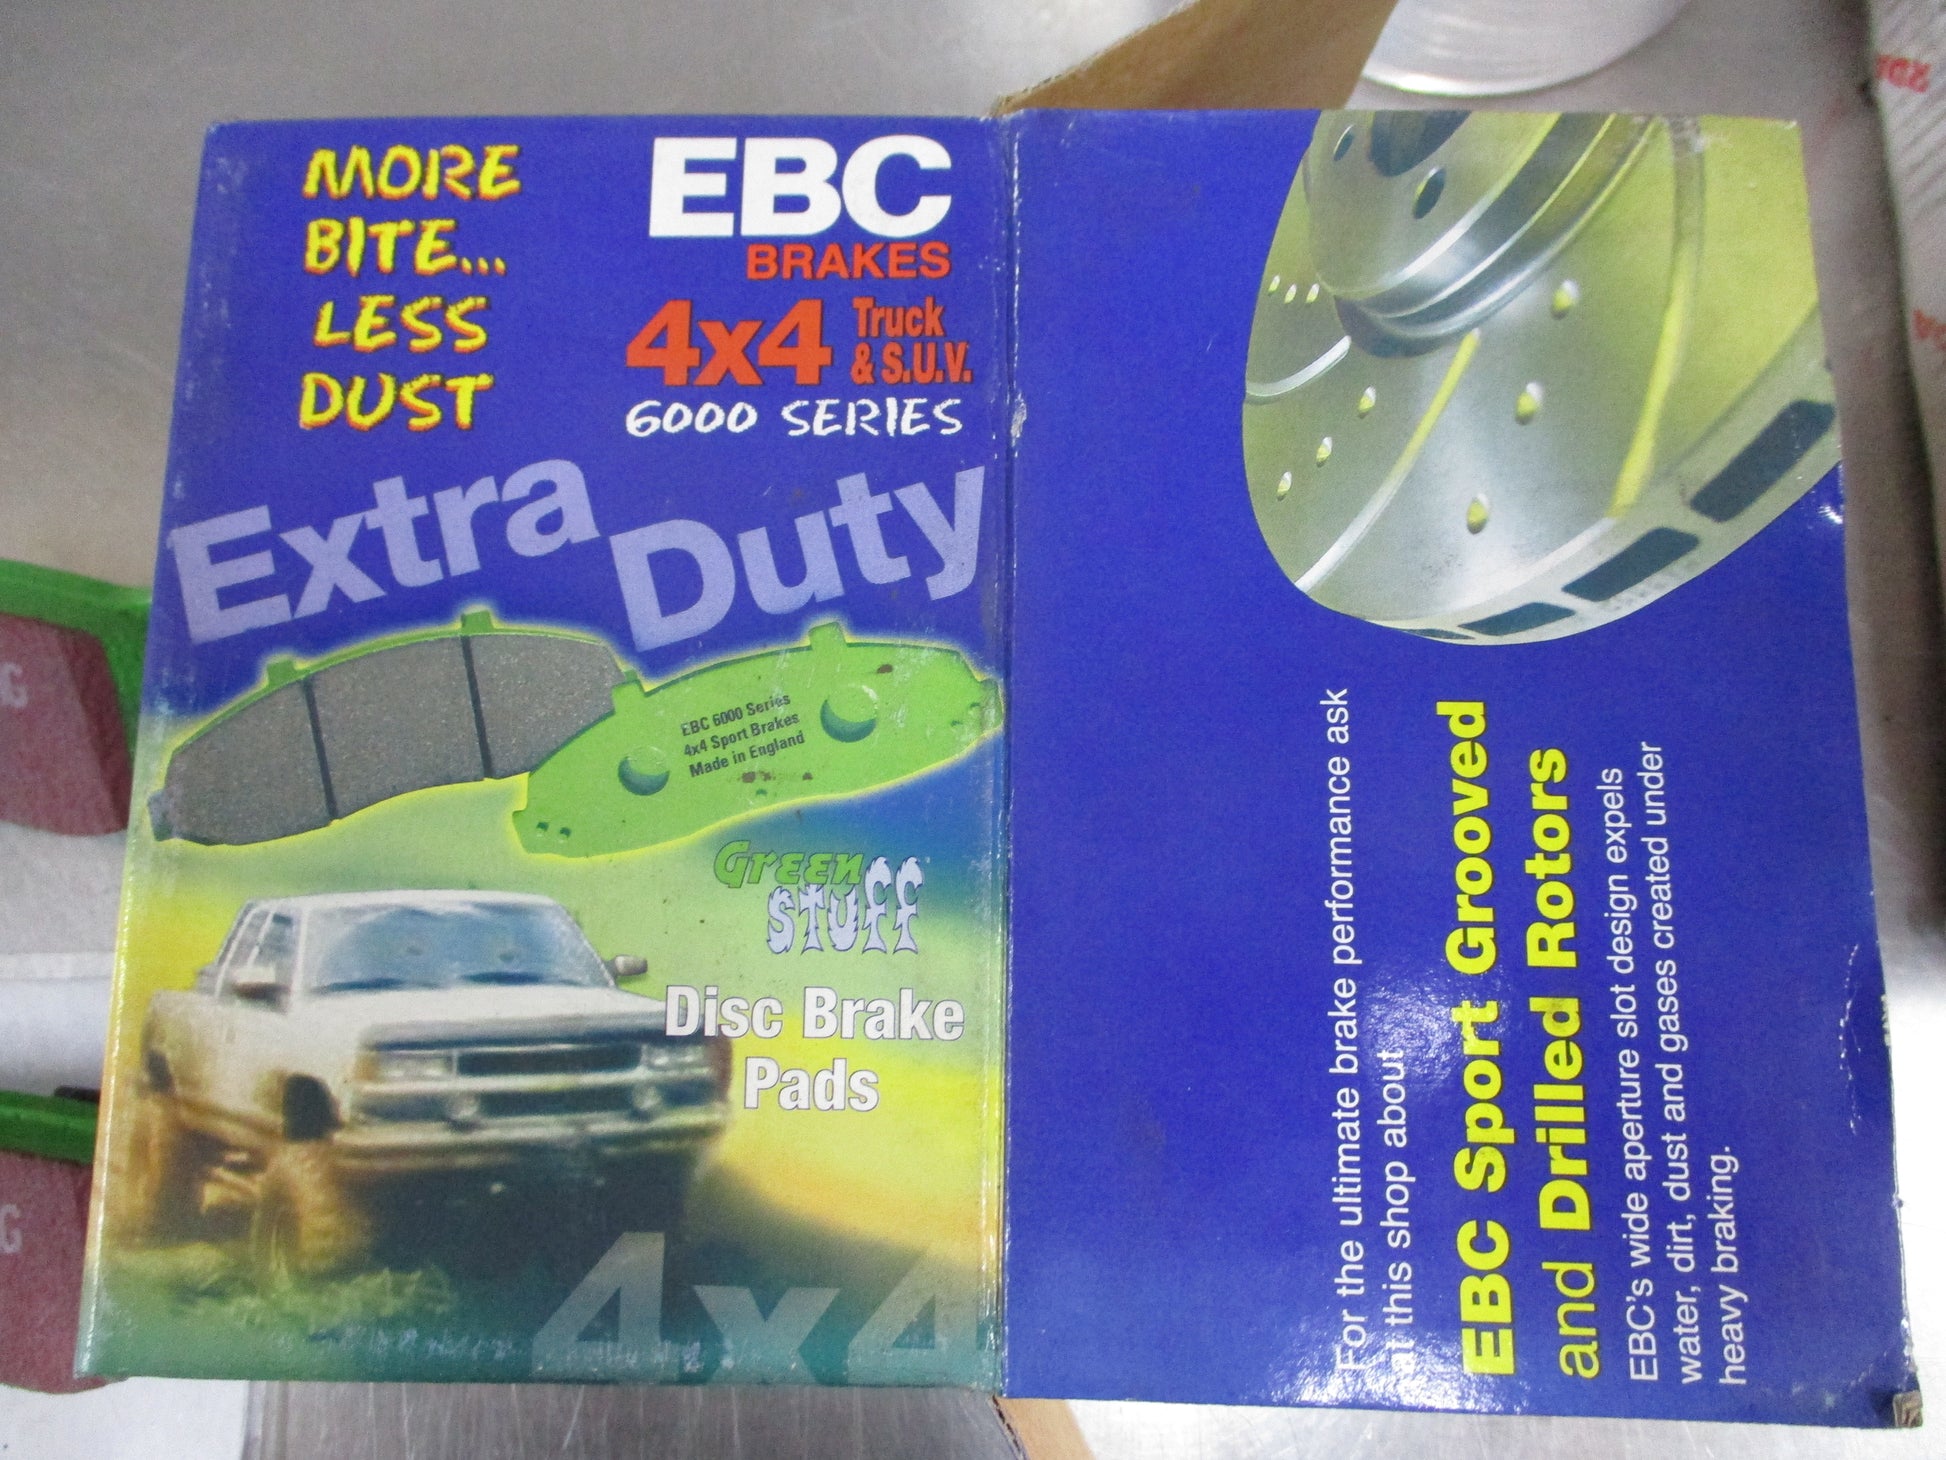 MORE
BITE...
LESS
DUST
EBC
BRAKES
4x4 Truck & S.U.V.
6000 SERIES
Extra
Duty
EBC 6000 Series
4x4 Sport Brakes
Made in England
Green
STUFF
Disc Brake
Pads
4x4
For the ultimate brake performance ask
at this shop about
EBC Sport Grooved
and Drilled Rotors
EBC's wide aperture slot design expels
water, dirt, dust and gases created under
heavy braking.
G
G